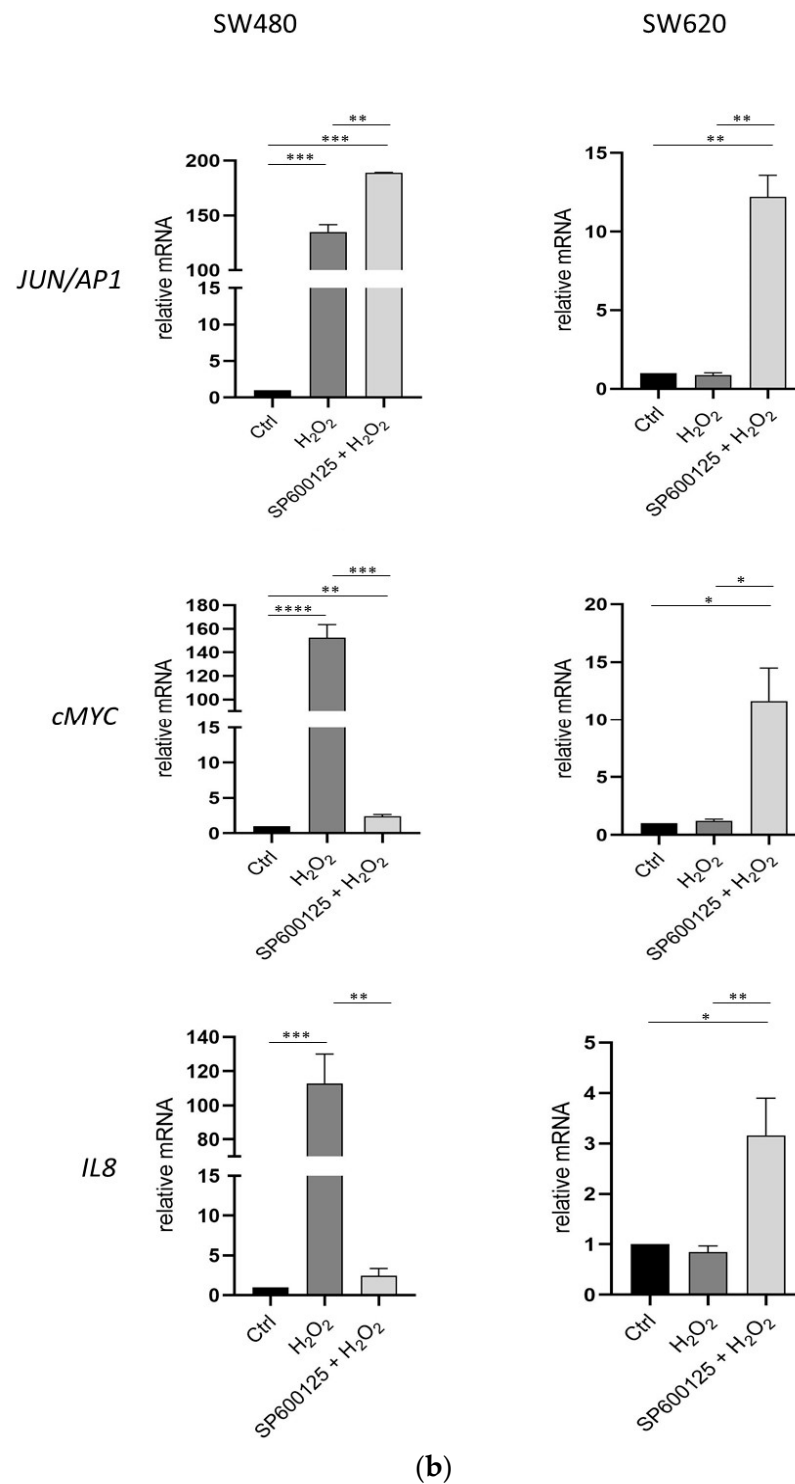 SW480 SW620
** **
*** **
***
200
150
100
15
10
5
0
relative mRNA
Ctrl
H₂O₂
SP600125 + H₂O₂
15
10
5
0
relative mRNA
Ctrl
H₂O₂
SP600125 + H₂O₂
JUN/AP1
*** *
** *
****
180
160
140
120
100
15
10
5
0
relative mRNA
Ctrl
H₂O₂
SP600125 + H₂O₂
20
15
10
5
0
relative mRNA
Ctrl
H₂O₂
SP600125 + H₂O₂
cMYC
** **
*** *
140
120
100
80
60
15
10
5
0
relative mRNA
Ctrl
H₂O₂
SP600125 + H₂O₂
5
4
3
2
1
0
relative mRNA
Ctrl
H₂O₂
SP600125 + H₂O₂
IL8
(b)